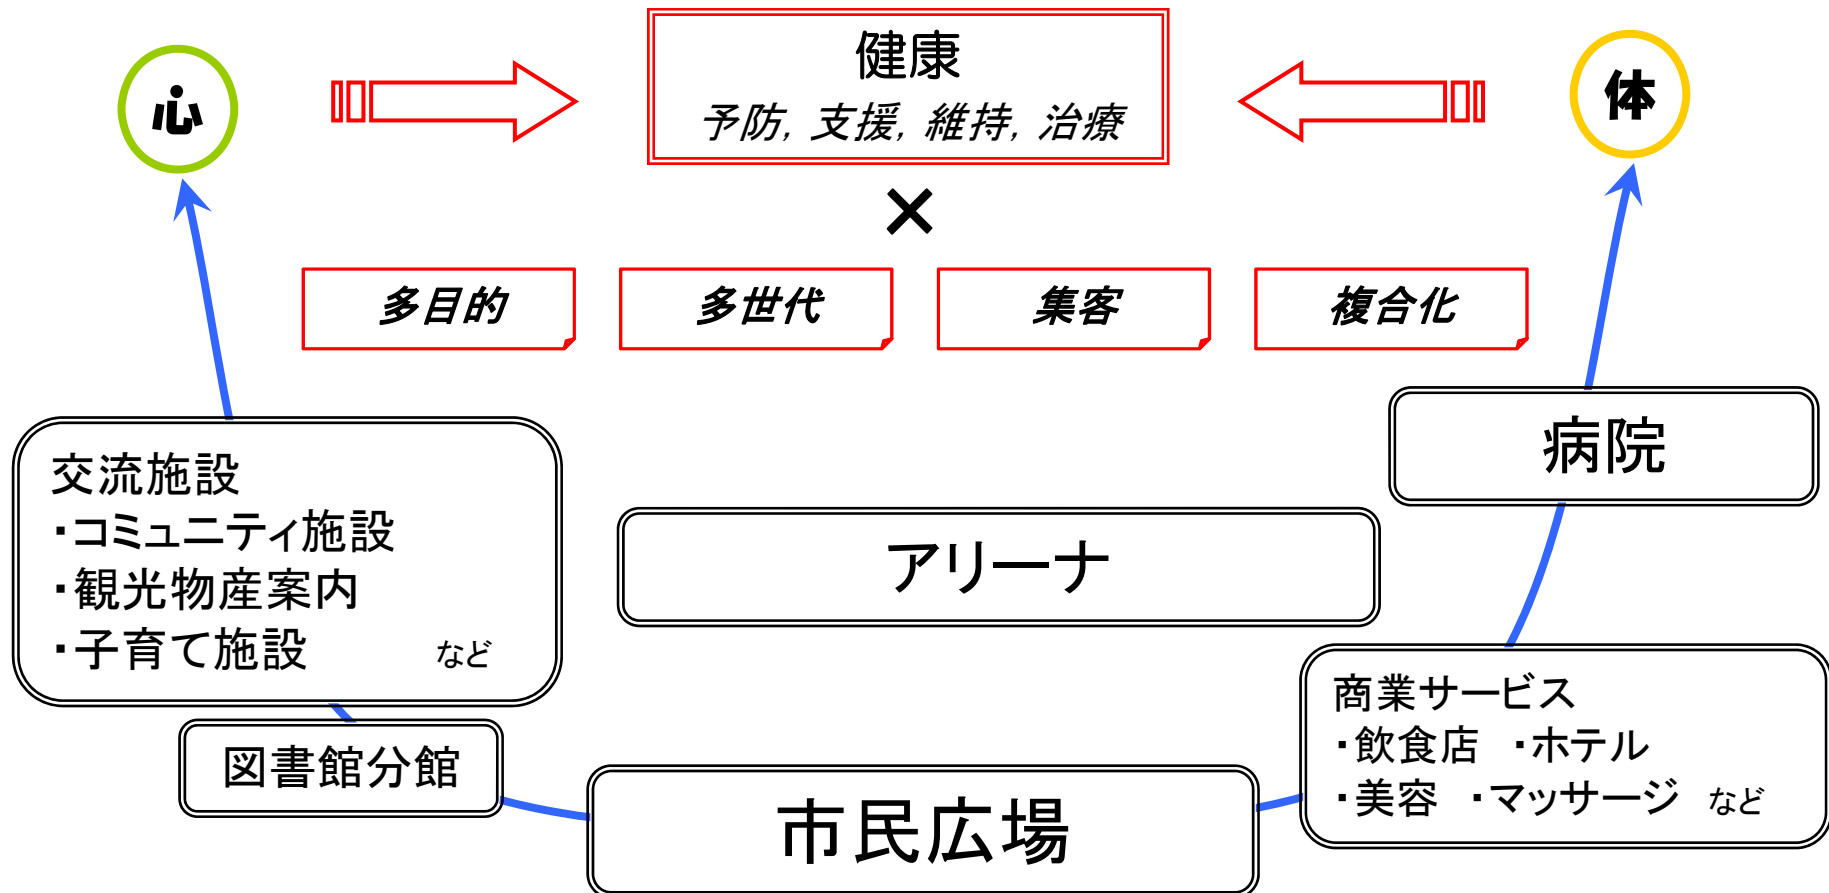 心
健康
予防, 支援, 維持, 治療
体
×
多目的
多世代
集客
複合化
交流施設
・コミュニティ施設
・観光物産案内
・子育て施設 など
病院
アリーナ
図書館分館
商業サービス
・飲食店 ・ホテル
・美容 ・マッサージ など
市民広場